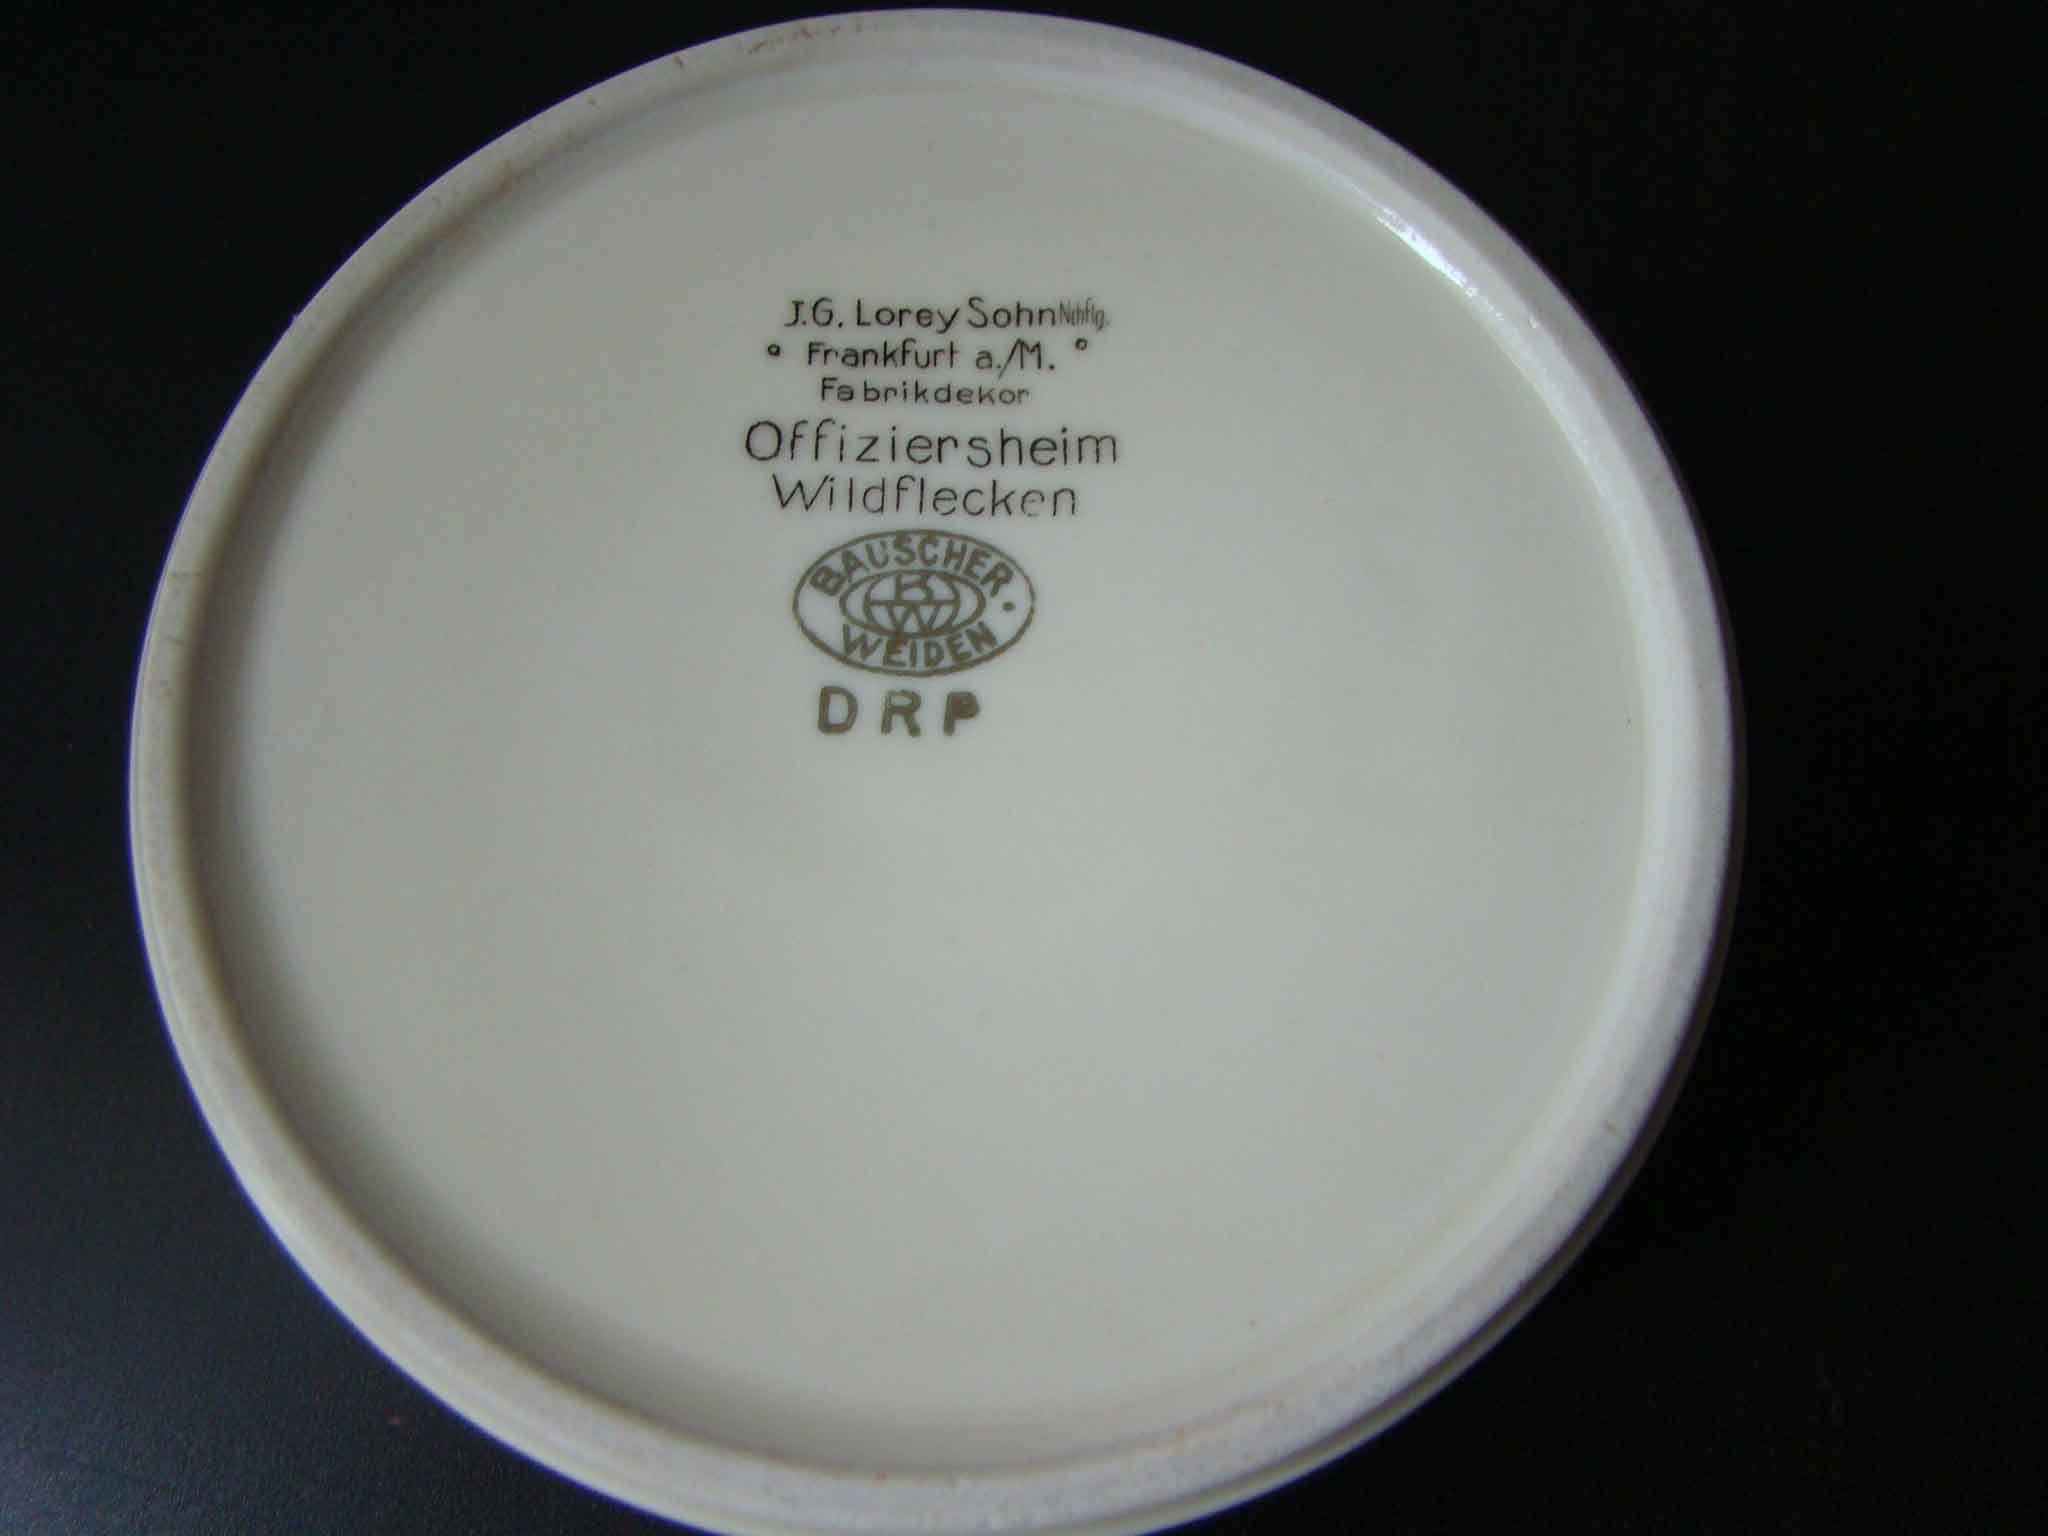 J.G. Lorey Sohn Nchflg.
Frankfurt a./M.
Fabrikdekor
Offiziersheim
Wildflecken
BAUSCHER
BW
WEIDEN
DRP